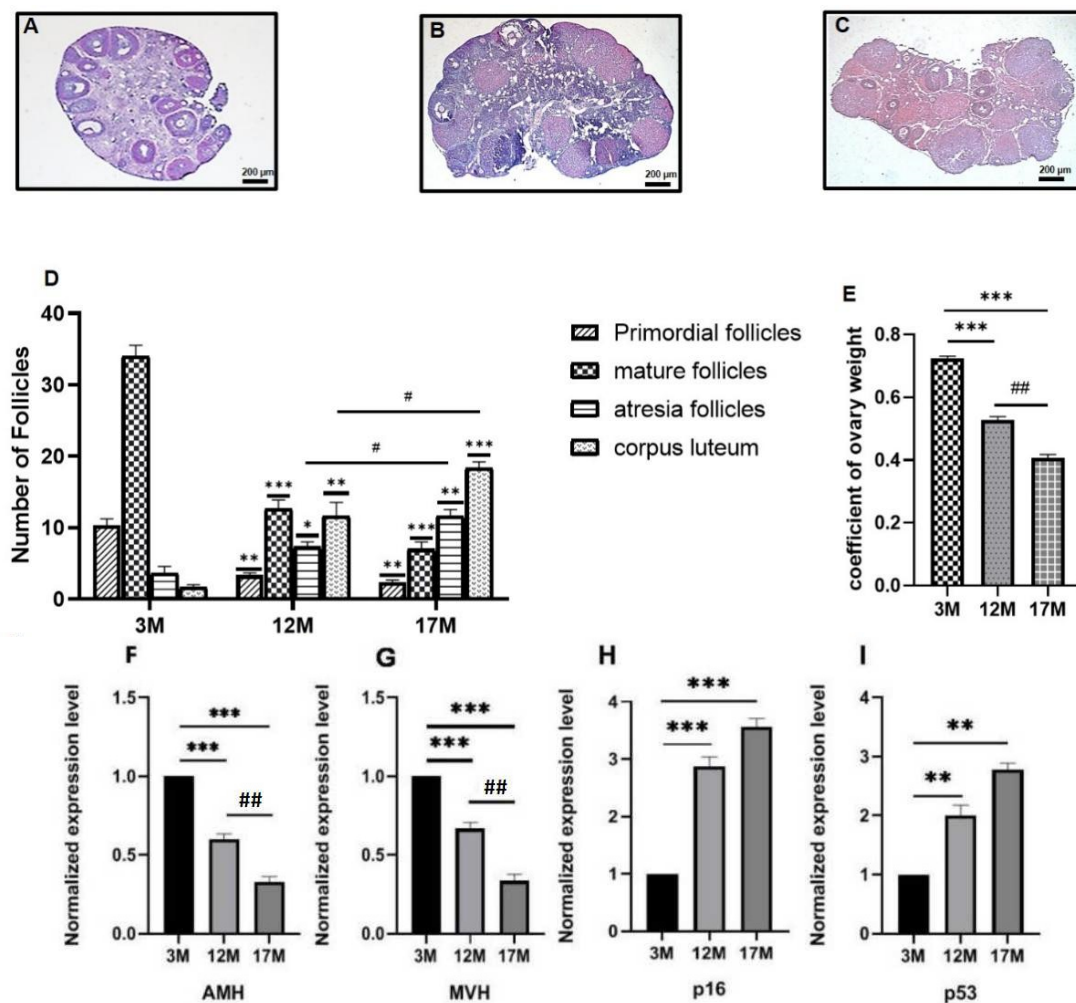 A
200 µm
B
200 µm
C
200 µm
D
Number of Follicles
40
30
20
10
0
**
***
*
**
**
***
**
***
#
#
3M
12M
17M
Primordial follicles
mature follicles
atresia follicles
corpus luteum
E
coefficient of ovary weight
0.8
0.6
0.4
0.2
0.0
***
***
##
3M
12M
17M
F
Normalized expression level
1.5
1.0
0.5
0.0
***
***
##
3M
12M
17M
AMH
G
Normalized expression level
1.5
1.0
0.5
0.0
***
***
##
3M
12M
17M
MVH
H
Normalized expression level
4
3
2
1
0
***
***
3M
12M
17M
p16
I
Normalized expression level
4
3
2
1
0
**
**
3M
12M
17M
p53